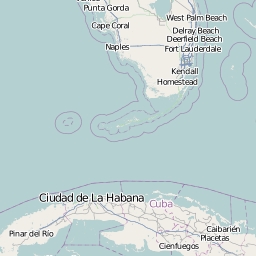 Punta Gorda
West Palm Beach
Cape Coral
Delray Beach
Deerfield Beach
Naples
Fort Lauderdale
Kendall
Homestead
Ciudad de La Habana
Cuba
Pinar del Río
Caibarién
Placetas
Cienfuegos